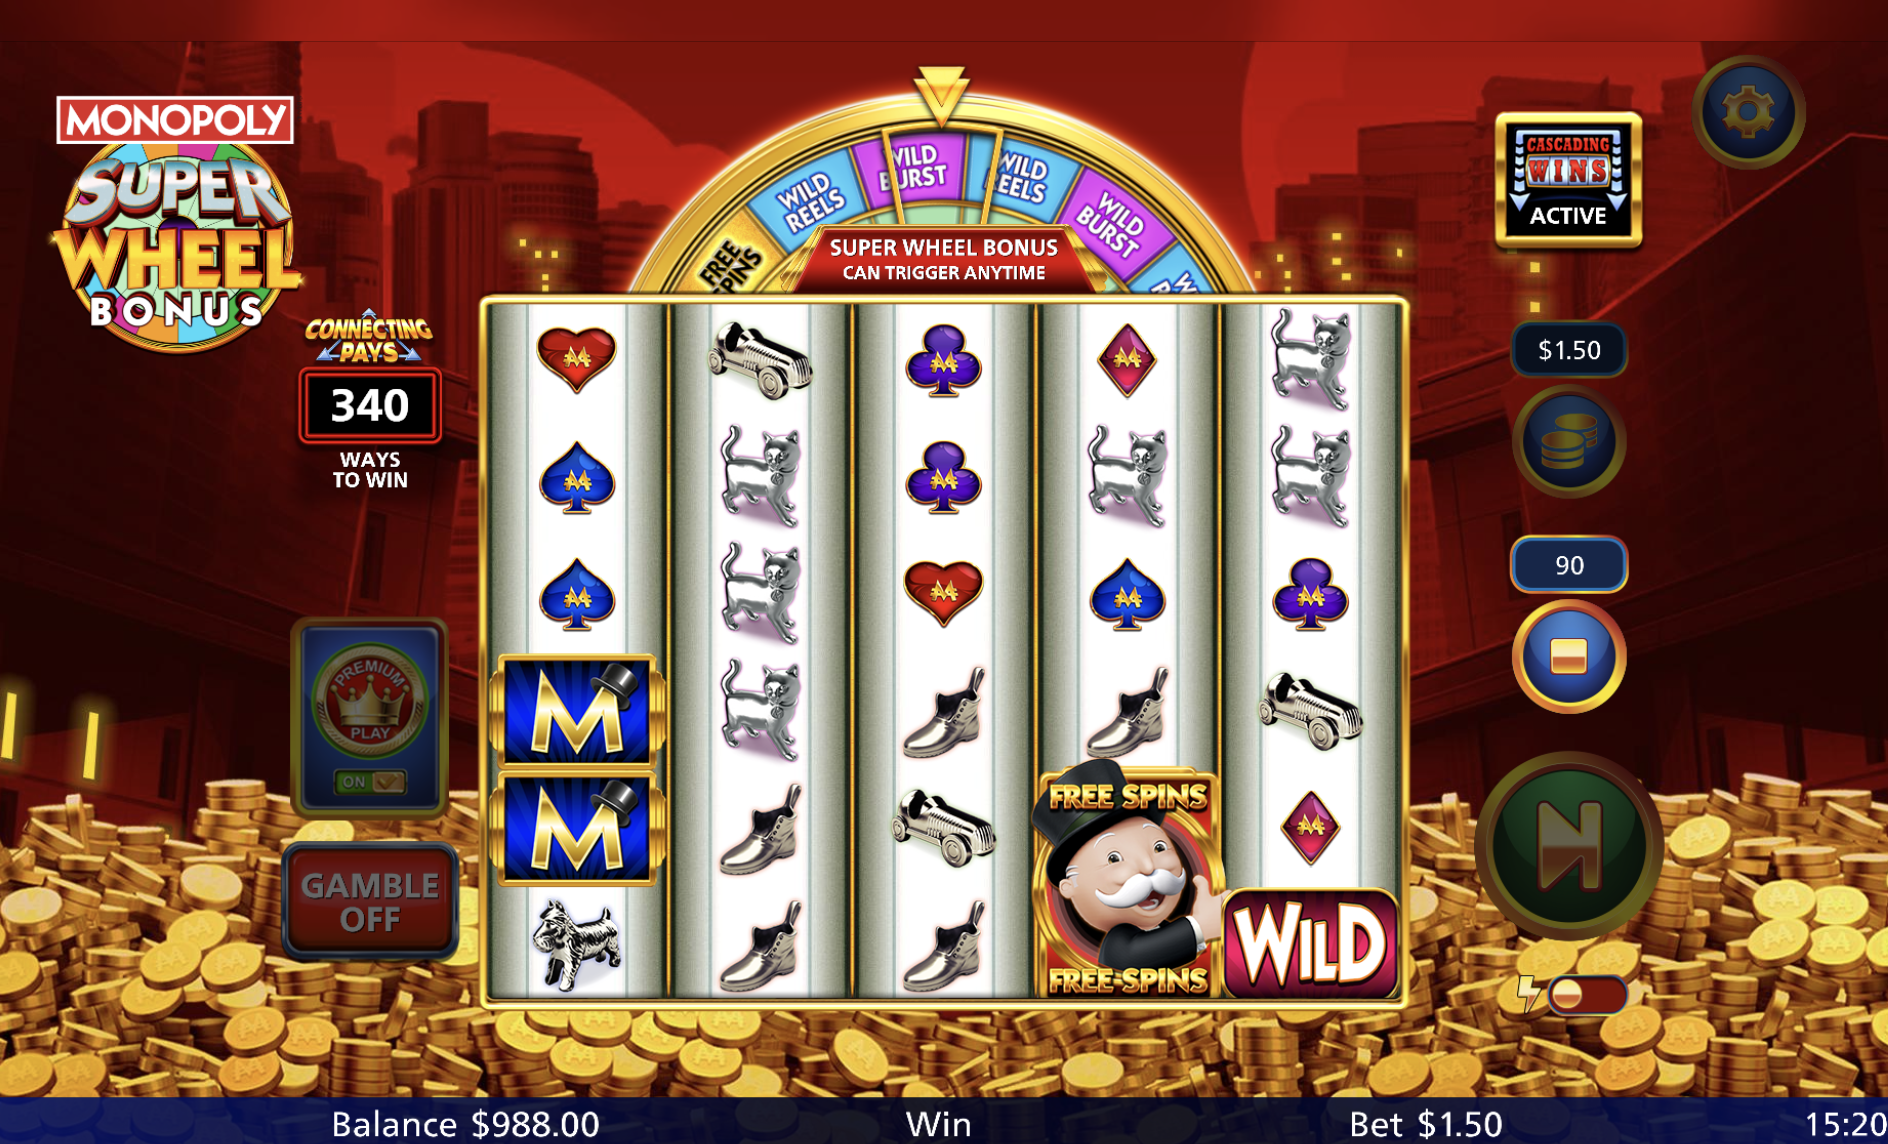 MONOPOLY
SUPER
WHEEL
BONUS
CONNECTING
PAYS
340
WAYS
TO WIN
FREE
SPINS
WILD
REELS
WILD
BURST
WILD
REELS
WILD
BURST
SUPER WHEEL BONUS
CAN TRIGGER ANYTIME
CASCADING
WINS
ACTIVE
$1.50
90
PREMIUM
PLAY
ON
GAMBLE
OFF
M
M
FREE SPINS
FREE SPINS
WILD
Balance $988.00
Win
Bet $1.50
15:20